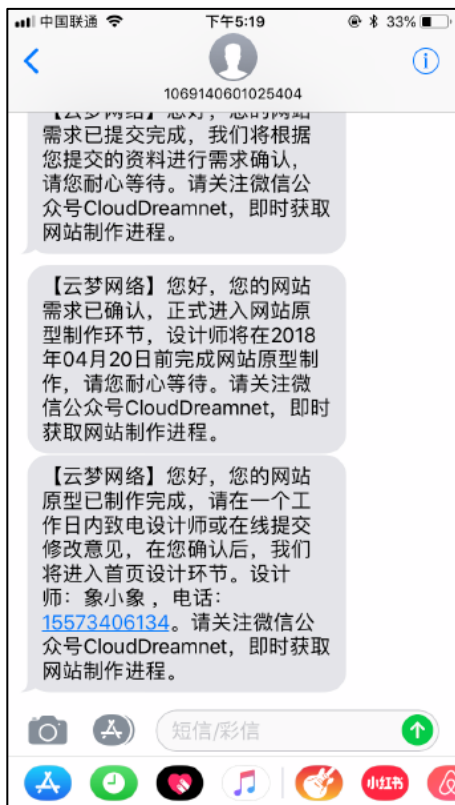 中国联通
下午5:19
33%
1069140601025404
【云梦网络】您好，您的网站
需求已提交完成，我们将根据
您提交的资料进行需求确认，
请您耐心等待。请关注微信公
众号CloudDreamnet，即时获取
网站制作进程。
【云梦网络】您好，您的网站
需求已确认，正式进入网站原
型制作环节，设计师将在2018
年04月20日前完成网站原型制
作，请您耐心等待。请关注微
信公众号CloudDreamnet，即时
获取网站制作进程。
【云梦网络】您好，您的网站
原型已制作完成，请在一个工
作日内致电设计师或在线提交
修改意见，在您确认后，我们
将进入首页设计环节。设计
师：象小象 ，电话：
15573406134。请关注微信公
众号CloudDreamnet，即时获取
网站制作进程。
短信/彩信
小红书